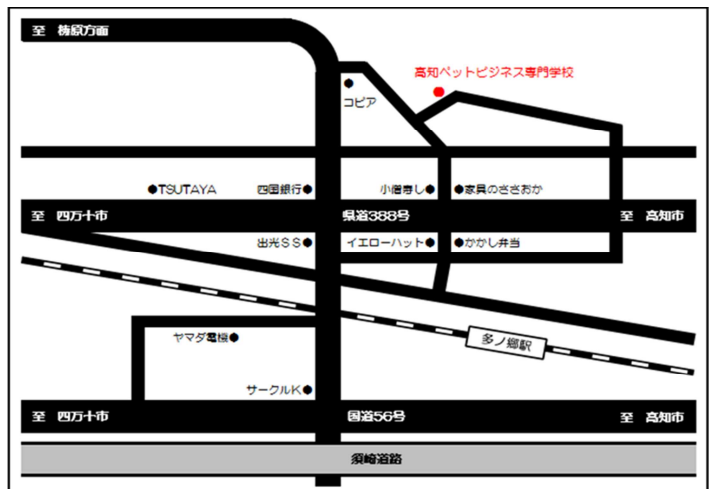 至 梼原方面
高知ペットビジネス専門学校
コピア
TSUTAYA
四国銀行
小僧寿し
家具のささおか
至 四万十市
県道388号
至 高知市
出光SS
イエローハット
かかし弁当
ヤマダ電機
多ノ郷駅
サークルK
至 四万十市
国道56号
至 高知市
須崎道路